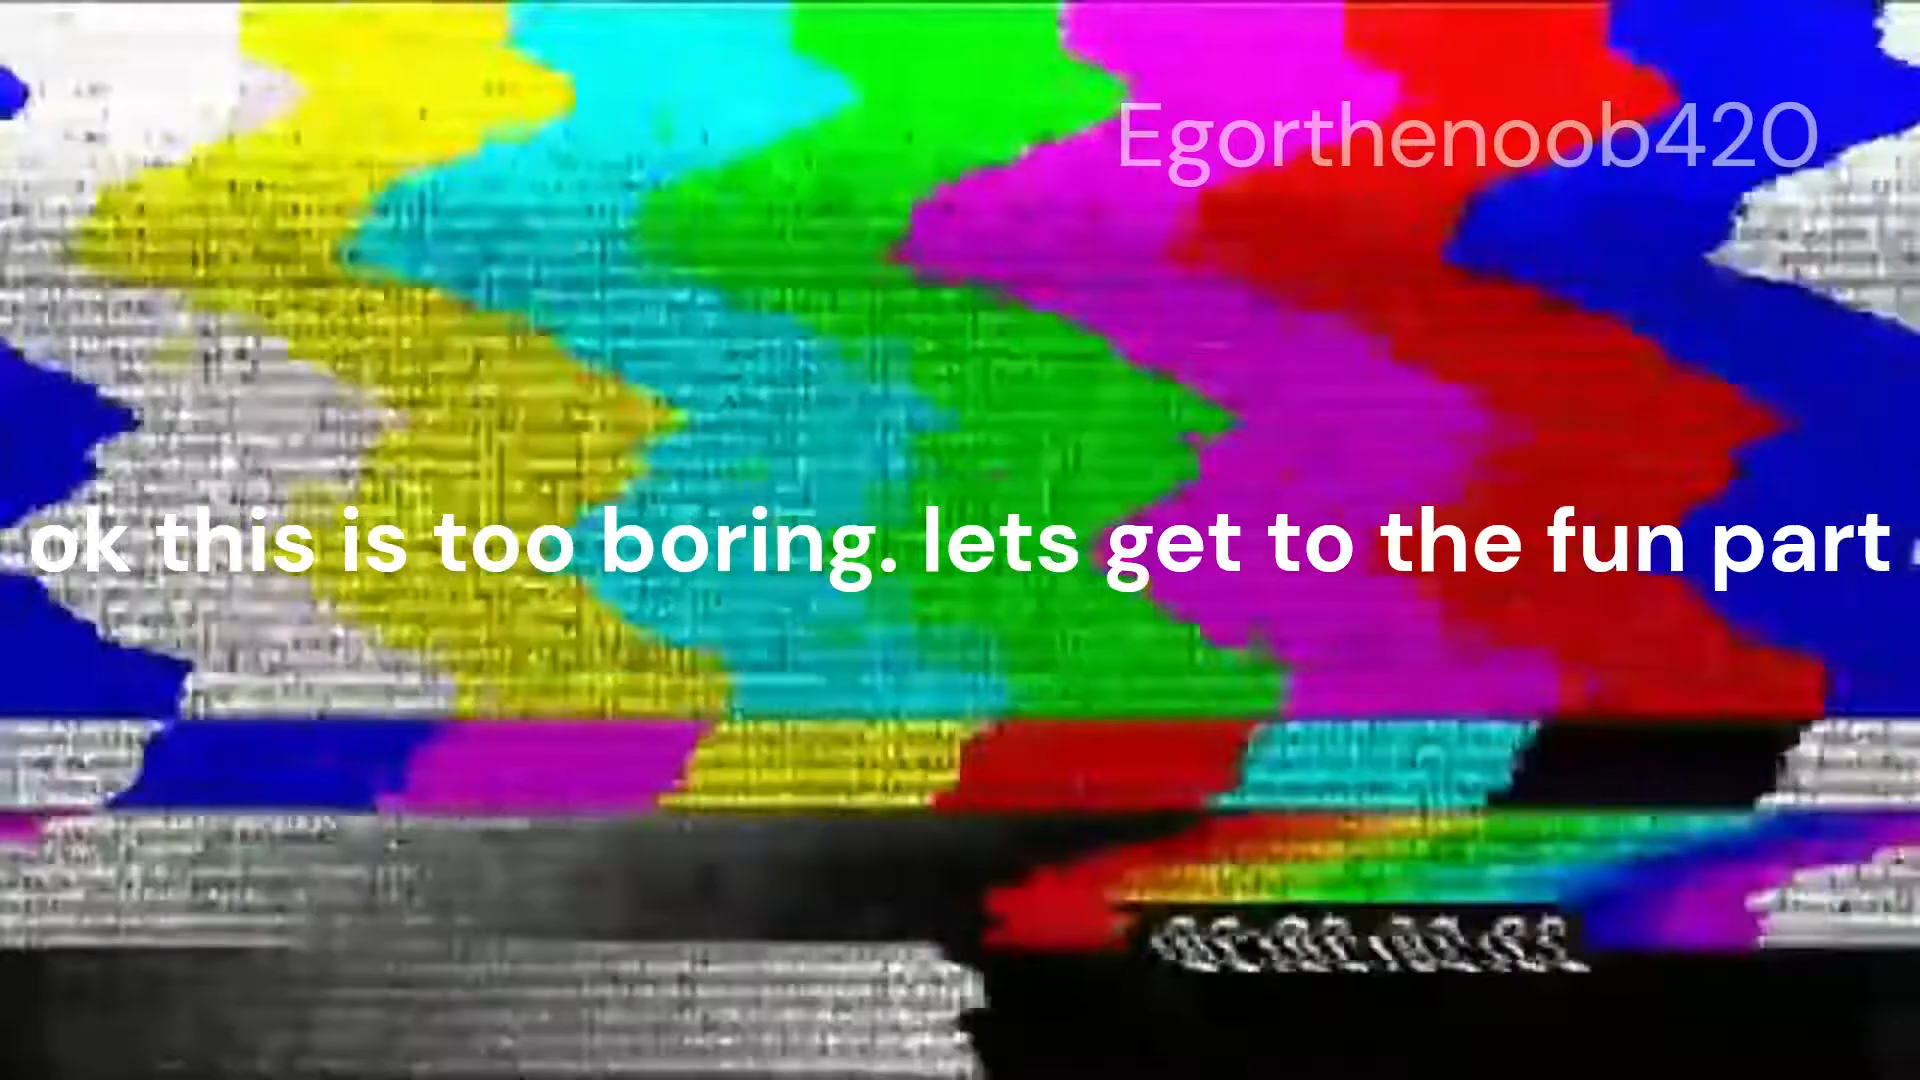 Egorthenoob420
ok this is too boring. lets get to the fun part